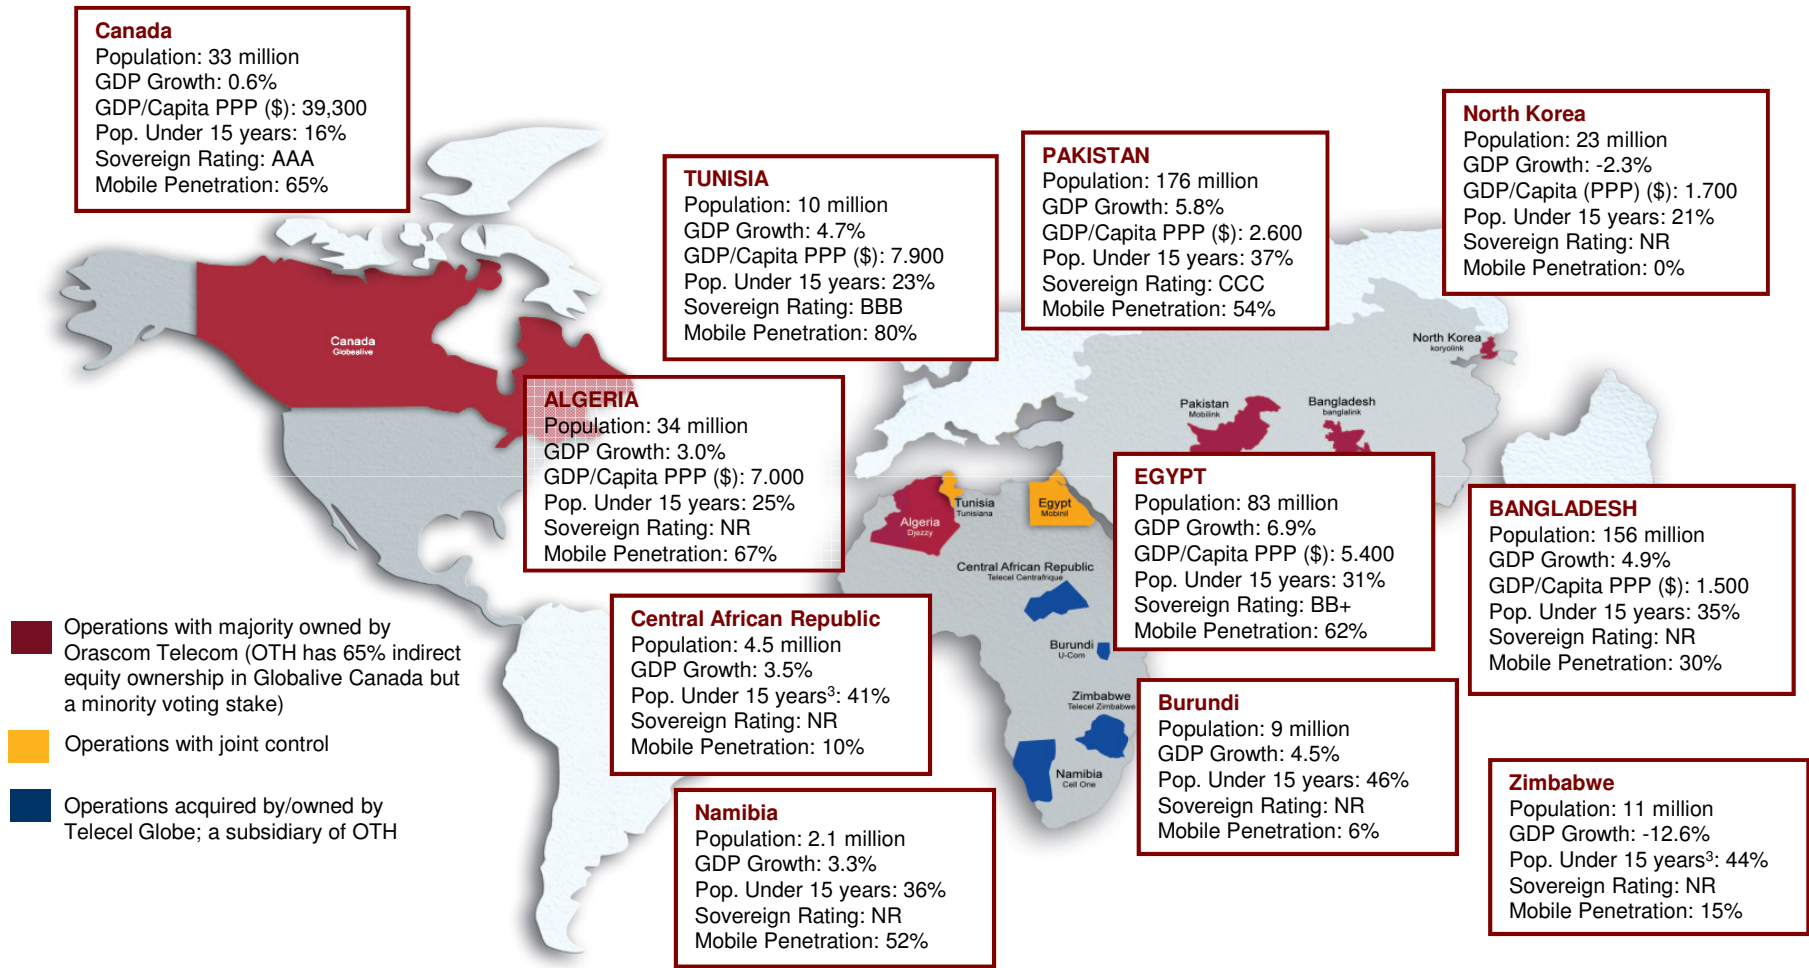 Canada
Population: 33 million
GDP Growth: 0.6%
GDP/Capita PPP ($): 39,300
Pop. Under 15 years: 16%
Sovereign Rating: AAA
Mobile Penetration: 65%
TUNISIA
Population: 10 million
GDP Growth: 4.7%
GDP/Capita PPP ($): 7.900
Pop. Under 15 years: 23%
Sovereign Rating: BBB
Mobile Penetration: 80%
PAKISTAN
Population: 176 million
GDP Growth: 5.8%
GDP/Capita PPP ($): 2.600
Pop. Under 15 years: 37%
Sovereign Rating: CCC
Mobile Penetration: 54%
North Korea
Population: 23 million
GDP Growth: -2.3%
GDP/Capita (PPP) ($): 1.700
Pop. Under 15 years: 21%
Sovereign Rating: NR
Mobile Penetration: 0%
Canada
Globealive
North Korea
koryolink
Pakistan
Mobilink
Bangladesh
banglalink
ALGERIA
Population: 34 million
GDP Growth: 3.0%
GDP/Capita PPP ($): 7.000
Pop. Under 15 years: 25%
Sovereign Rating: NR
Mobile Penetration: 67%
Algeria
Djezzy
Tunisia
Tunisiana
Egypt
Mobinil
EGYPT
Population: 83 million
GDP Growth: 6.9%
GDP/Capita PPP ($): 5.400
Pop. Under 15 years: 31%
Sovereign Rating: BB+
Mobile Penetration: 62%
BANGLADESH
Population: 156 million
GDP Growth: 4.9%
GDP/Capita PPP ($): 1.500
Pop. Under 15 years: 35%
Sovereign Rating: NR
Mobile Penetration: 30%
Central African Republic
Telecel Centrafrique
Burundi
U-Com
Zimbabwe
Telecel Zimbabwe
Namibia
Cell One
Operations with majority owned by
Orascom Telecom (OTH has 65% indirect
equity ownership in Globalive Canada but
a minority voting stake)
Operations with joint control
Operations acquired by/owned by
Telecel Globe; a subsidiary of OTH
Central African Republic
Population: 4.5 million
GDP Growth: 3.5%
Pop. Under 15 years³: 41%
Sovereign Rating: NR
Mobile Penetration: 10%
Burundi
Population: 9 million
GDP Growth: 4.5%
Pop. Under 15 years: 46%
Sovereign Rating: NR
Mobile Penetration: 6%
Namibia
Population: 2.1 million
GDP Growth: 3.3%
Pop. Under 15 years: 36%
Sovereign Rating: NR
Mobile Penetration: 52%
Zimbabwe
Population: 11 million
GDP Growth: -12.6%
Pop. Under 15 years³: 44%
Sovereign Rating: NR
Mobile Penetration: 15%